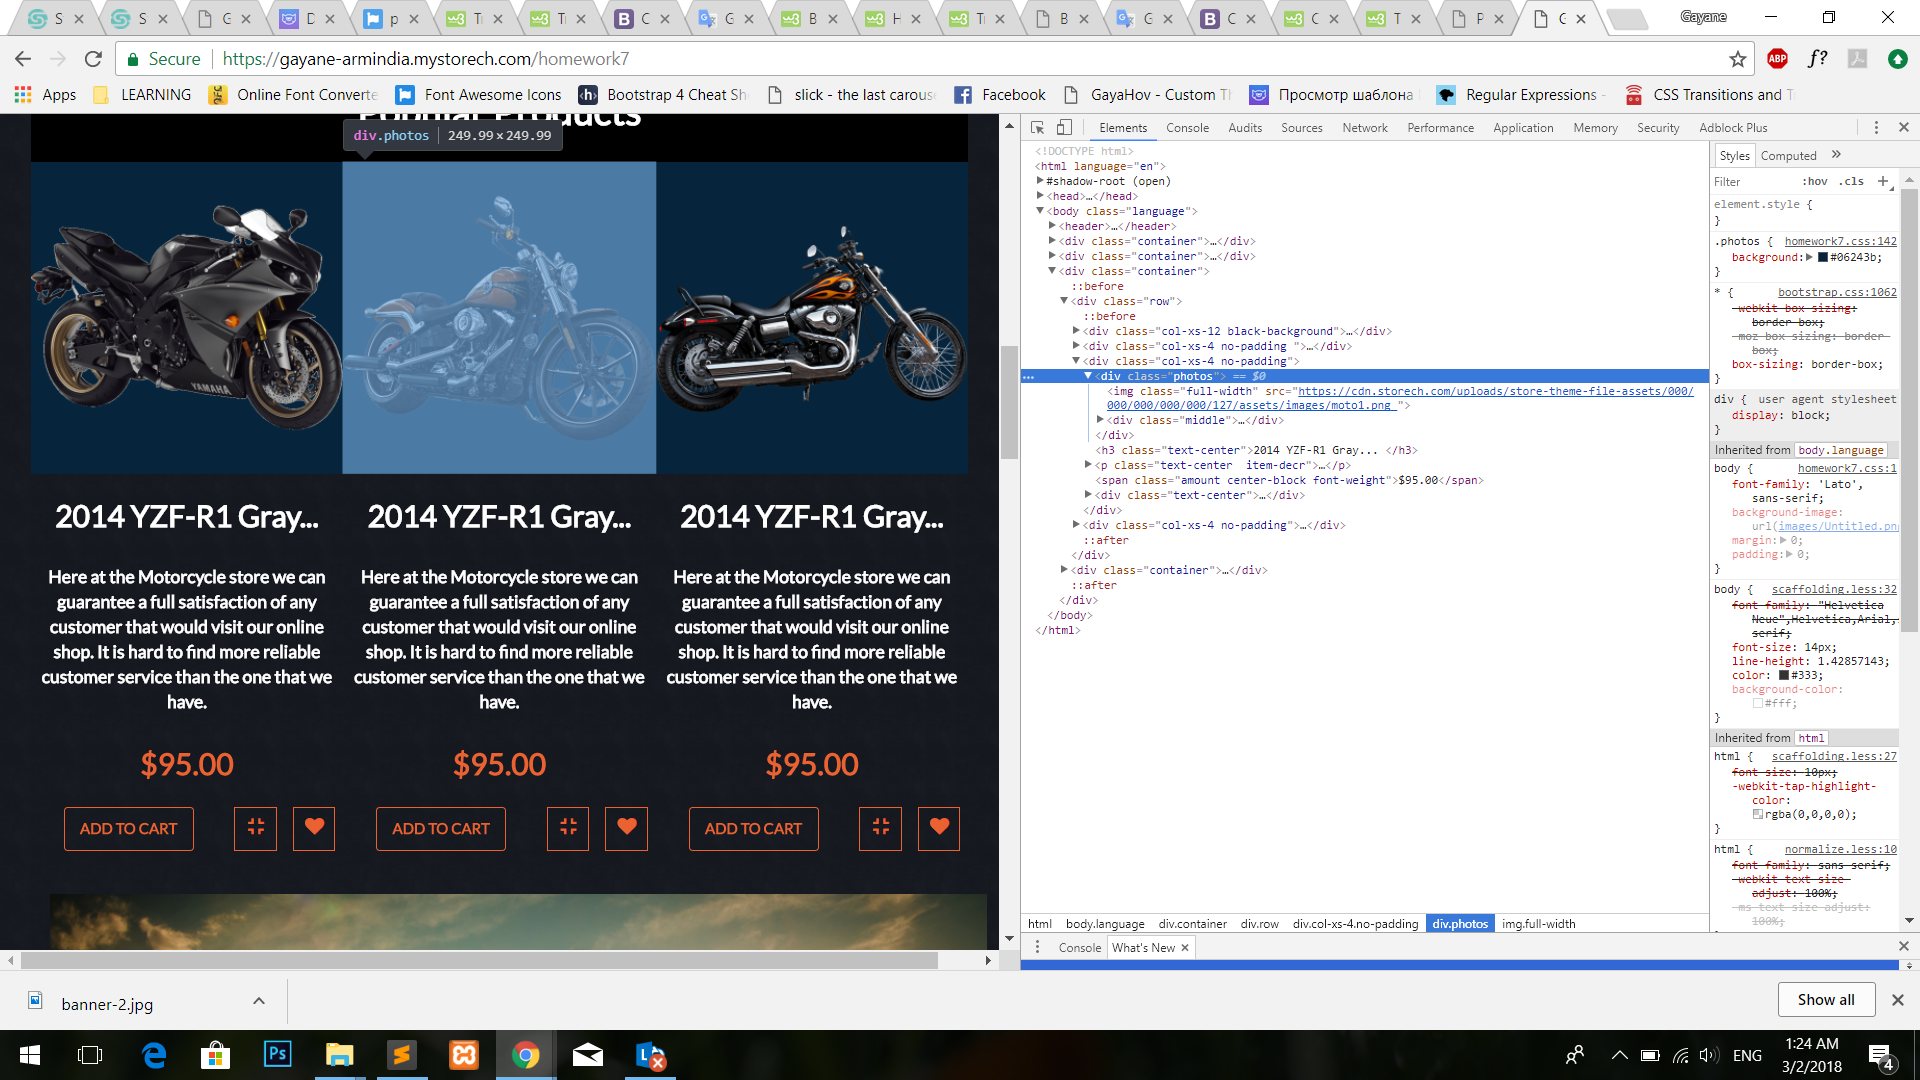 Gayane
Secure
https://gayane-armindia.mystorech.com/homework7
Apps
LEARNING
Online Font Converte
Font Awesome Icons
Bootstrap 4 Cheat Sh
slick - the last carous
Facebook
GayaHov - Custom Th
Просмотр шаблона
Regular Expressions -
CSS Transitions and T
Popular Products
div.photos 249.99×249.99
2014 YZF-R1 Gray...
2014 YZF-R1 Gray...
2014 YZF-R1 Gray...
Here at the Motorcycle store we can
guarantee a full satisfaction of any
customer that would visit our online
shop. It is hard to find more reliable
customer service than the one that we
have.
Here at the Motorcycle store we can
guarantee a full satisfaction of any
customer that would visit our online
shop. It is hard to find more reliable
customer service than the one that we
have.
Here at the Motorcycle store we can
guarantee a full satisfaction of any
customer that would visit our online
shop. It is hard to find more reliable
customer service than the one that we
have.
$95.00
$95.00
$95.00
ADD TO CART
ADD TO CART
ADD TO CART
Elements Console Audits Sources Network Performance Application Memory Security Adblock Plus
<!DOCTYPE html>
<html language="en">
#shadow-root (open)
<head>…</head>
<body class="language">
<header>…</header>
<div class="container">…</div>
<div class="container">…</div>
<div class="container">
::before
<div class="row">
::before
<div class="col-xs-12 black-background">…</div>
<div class="col-xs-4 no-padding ">…</div>
<div class="col-xs-4 no-padding">
<div class="photos"> == $0
<img class="full-width" src="https://cdn.storech.com/uploads/store-theme-file-assets/000/
000/000/000/000/127/assets/images/moto1.png ">
<div class="middle">…</div>
</div>
<h3 class="text-center">2014 YZF-R1 Gray... </h3>
<p class="text-center  item-decr">…</p>
<span class="amount center-block font-weight">$95.00</span>
<div class="text-center">…</div>
</div>
<div class="col-xs-4 no-padding">…</div>
::after
</div>
<div class="container">…</div>
::after
</div>
</body>
</html>
html body.language div.container div.row div.col-xs-4.no-padding div.photos img.full-width
Styles Computed »
Filter :hov .cls +
element.style {
}
.photos { homework7.css:142
background: #06243b;
}
* { bootstrap.css:1062
-webkit-box-sizing:
border-box;
-moz-box-sizing: border-
box;
box-sizing: border-box;
}
div { user agent stylesheet
display: block;
}
Inherited from body.language
body { homework7.css:1
font-family: 'Lato',
sans-serif;
background-image:
url(images/Untitled.pn
margin: 0;
padding: 0;
}
body { scaffolding.less:32
font-family: "Helvetica
Neue",Helvetica,Arial,s
serif;
font-size: 14px;
line-height: 1.42857143;
color: #333;
background-color:
#fff;
}
Inherited from html
html { scaffolding.less:27
font-size: 10px;
-webkit-tap-highlight-
color:
rgba(0,0,0,0);
}
html { normalize.less:10
font-family: sans-serif;
-webkit-text-size-
adjust: 100%;
-ms-text-size-adjust:
100%;
Console What's New
banner-2.jpg
Show all
ENG
1:24 AM
3/2/2018
4